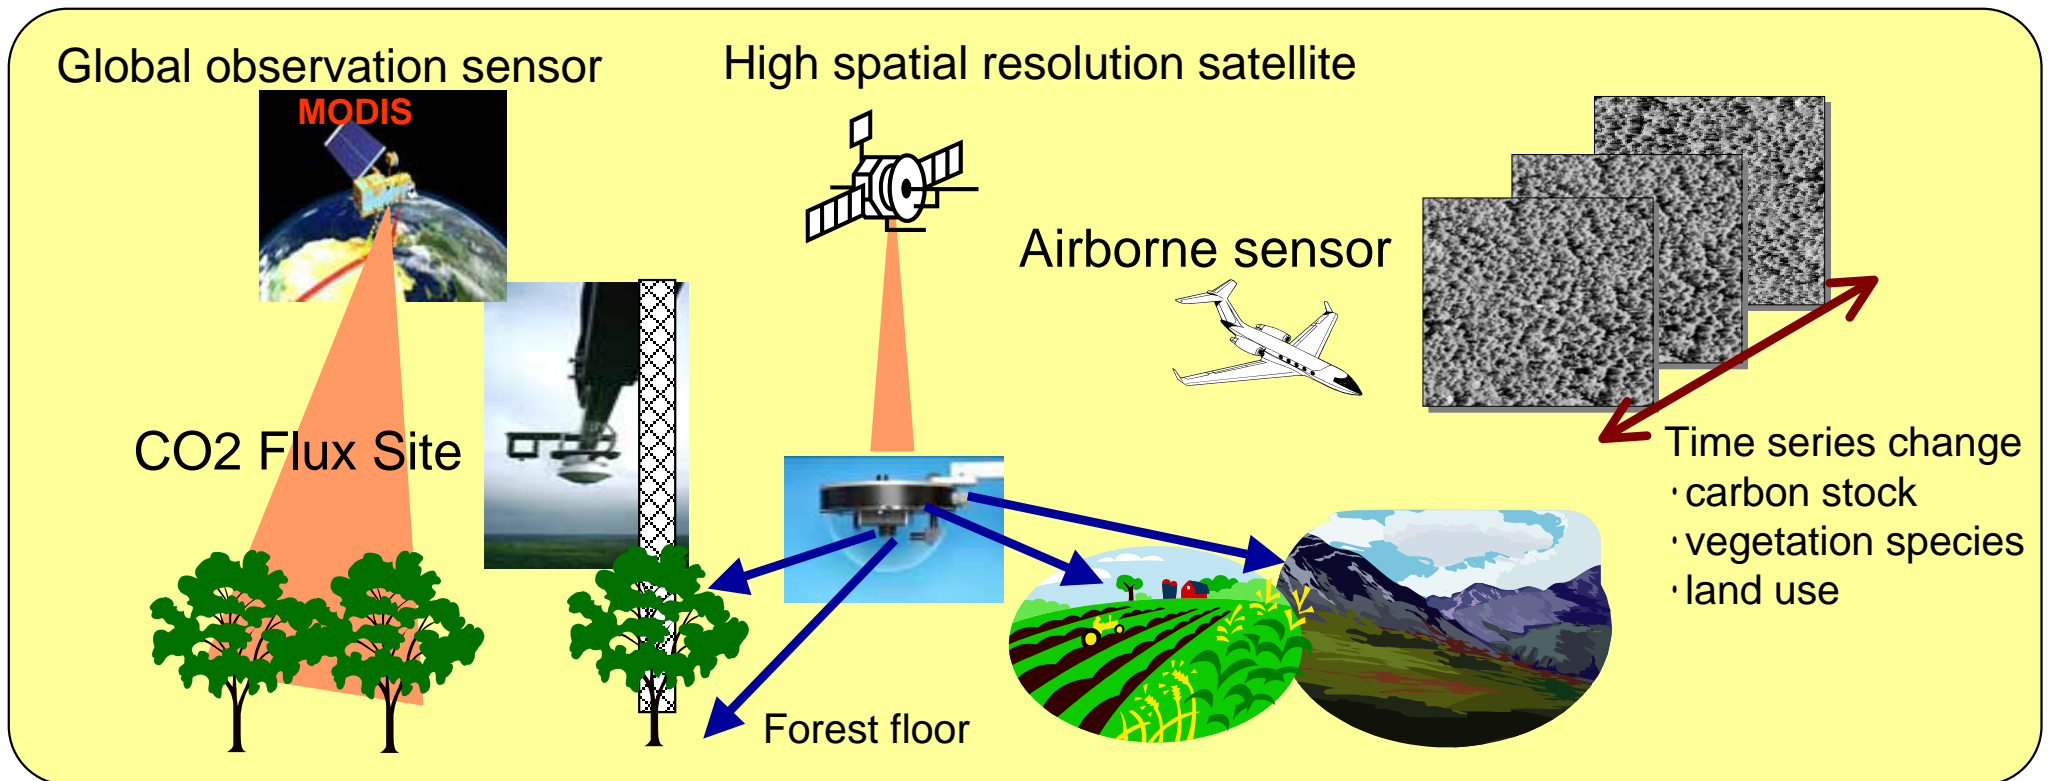 Global observation sensor
MODIS
High spatial resolution satellite
Airborne sensor
CO2 Flux Site
Time series change
·carbon stock
·vegetation species
·land use
Forest floor